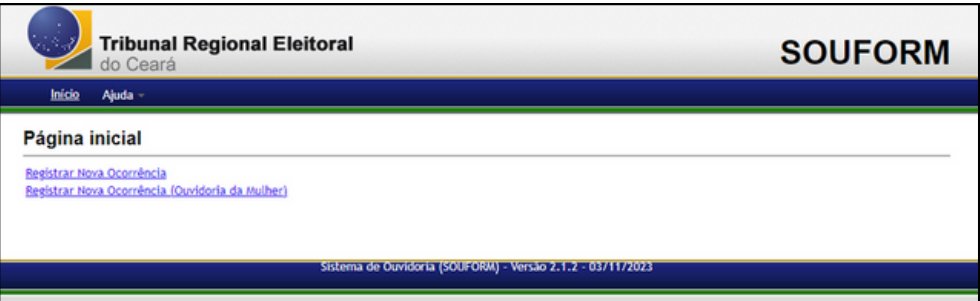 Tribunal Regional Eleitoral
do Ceará
SOUFORM
Início Ajuda
Página inicial
Registrar Nova Ocorrência
Registrar Nova Ocorrência (Ouvidoria da Mulher)
Sistema de Ouvidoria (SOUFORM) - Versão 2.1.2 - 03/11/2023